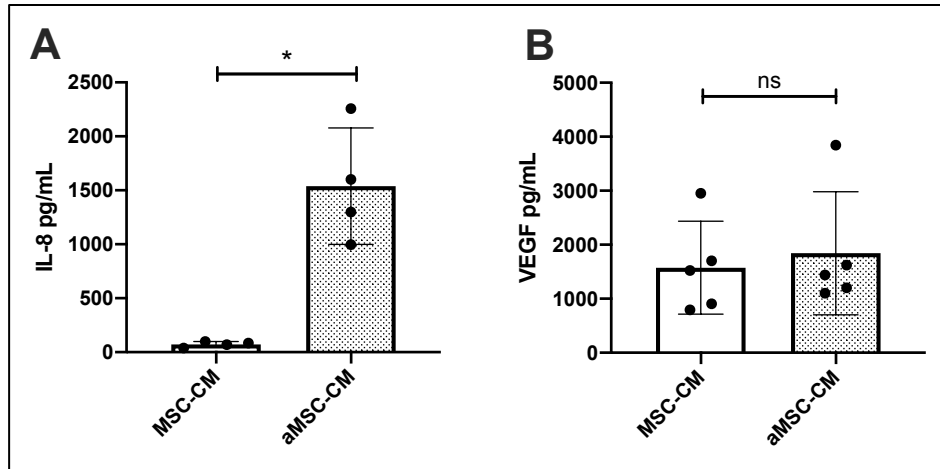 A
*
2500
2000
1500
1000
500
0
IL-8 pg/mL
MSC-CM
aMSC-CM
B
ns
5000
4000
3000
2000
1000
0
VEGF pg/mL
MSC-CM
aMSC-CM